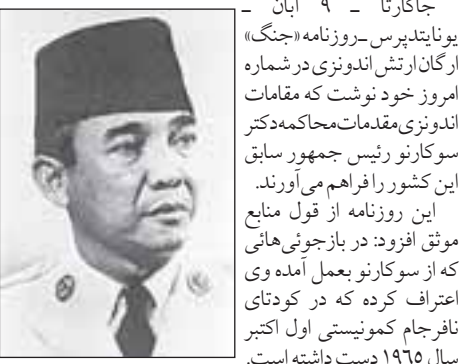 جاکارتا – ۹ آبان –
یونایتدپرس–روزنامه «جنگ»
ارگان ارتش اندونزی در شماره
امروز خود نوشت که مقامات
اندونزی مقدمات محاکمه دکتر
سوکارنو رئیس جمهور سابق
این کشور را فراهم می‌آورند.
این روزنامه از قول منابع
موثق افزود: در بازجوئی‌هائی
که از سوکارنو بعمل آمده وی
اعتراف کرده که در کودتای
نافرجام کمونیستی اول اکتبر
سال ۱۹۶۵ دست داشته است.